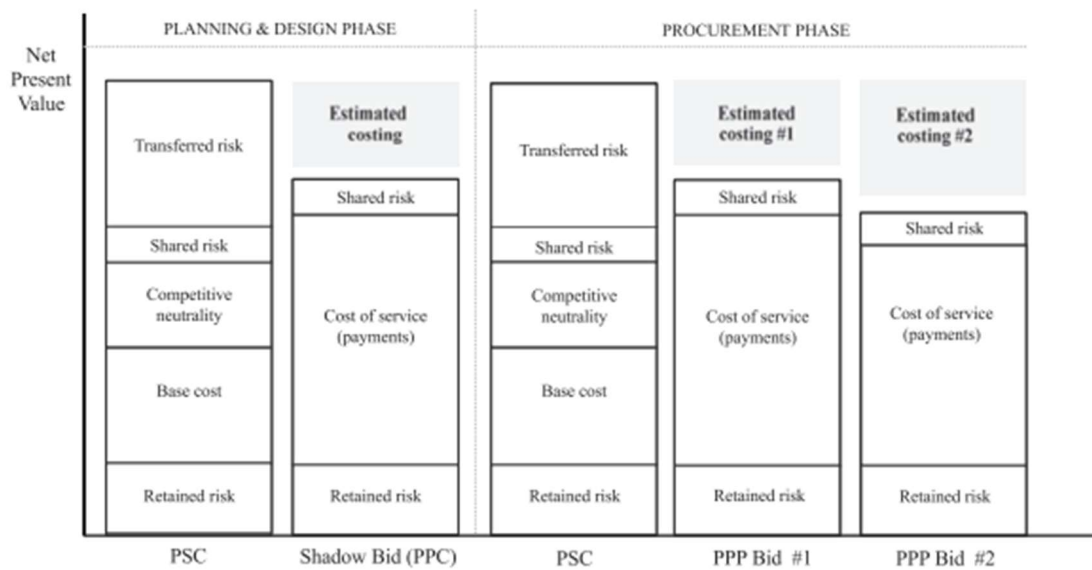 PLANNING & DESIGN PHASE
PROCUREMENT PHASE
Net
Present
Value
Transferred risk
Shared risk
Competitive
neutrality
Base cost
Retained risk
PSC
Estimated
costing
Shared risk
Cost of service
(payments)
Retained risk
Shadow Bid (PPC)
Transferred risk
Shared risk
Competitive
neutrality
Base cost
Retained risk
PSC
Estimated
costing #1
Shared risk
Cost of service
(payments)
Retained risk
PPP Bid #1
Estimated
costing #2
Shared risk
Cost of service
(payments)
Retained risk
PPP Bid #2